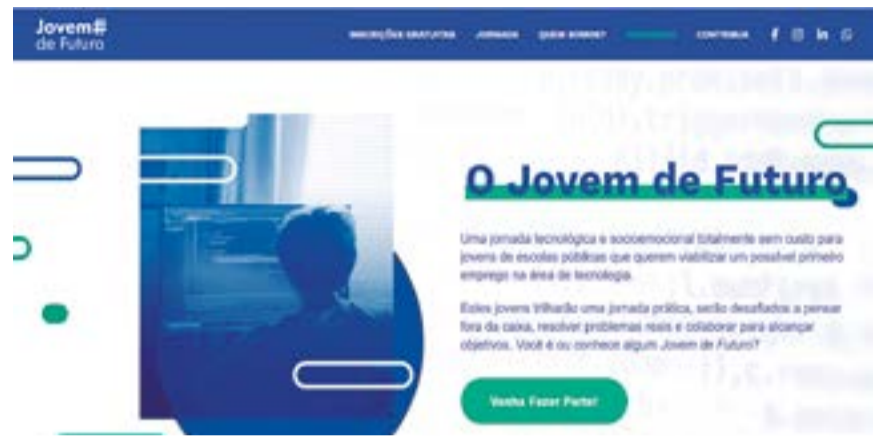 Jovem#
de Futuro
INSCRIÇÕES GRATUITAS JORNADA QUEM SOMOS? CONTRIBUA
O Jovem de Futuro
Uma jornada tecnológica e socioemocional totalmente sem custo para
jovens de escolas públicas que querem viabilizar um possível primeiro
emprego na área de tecnologia.
Estes jovens trilharão uma jornada prática, serão desafiados a pensar
fora da caixa, resolver problemas reais e colaborar para alcançar
objetivos. Você é ou conhece algum Jovem de Futuro?
Venha Fazer Parte!